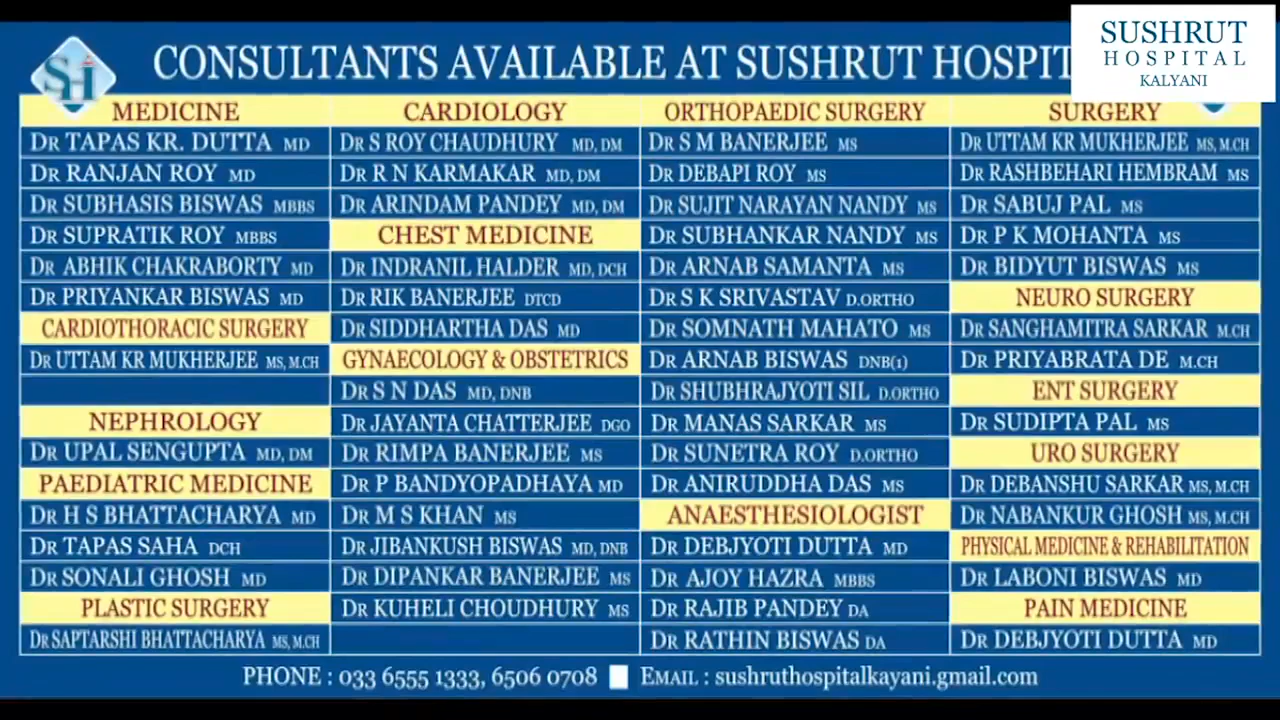 SUSHRUT
HOSPITAL
KALYANI
SH
CONSULTANTS AVAILABLE AT SUSHRUT HOSPIT
MEDICINE
DR TAPAS KR. DUTTA MD
DR RANJAN ROY MD
DR SUBHASIS BISWAS MBBS
DR SUPRATIK ROY MBBS
DR ABHIK CHAKRABORTY MD
DR PRIYANKAR BISWAS MD
CARDIOTHORACIC SURGERY
DR UTTAM KR MUKHERJEE MS, M.CH
NEPHROLOGY
DR UPAL SENGUPTA MD, DM
PAEDIATRIC MEDICINE
DR H S BHATTACHARYA MD
DR TAPAS SAHA DCH
DR SONALI GHOSH MD
PLASTIC SURGERY
DR SAPTARSHI BHATTACHARYA MS, M.CH
CARDIOLOGY
DR S ROY CHAUDHURY MD, DM
DR R N KARMAKAR MD, DM
DR ARINDAM PANDEY MD, DM
CHEST MEDICINE
DR INDRANIL HALDER MD, DCH
DR RIK BANERJEE DTCD
DR SIDDHARTHA DAS MD
GYNAECOLOGY & OBSTETRICS
DR S N DAS MD, DNB
DR JAYANTA CHATTERJEE DGO
DR RIMPA BANERJEE MS
DR P BANDYOPADHAYA MD
DR M S KHAN MS
DR JIBANKUSH BISWAS MD, DNB
DR DIPANKAR BANERJEE MS
DR KUHELI CHOUDHURY MS
ORTHOPAEDIC SURGERY
DR S M BANERJEE MS
DR DEBAPI ROY MS
DR SUJIT NARAYAN NANDY MS
DR SUBHANKAR NANDY MS
DR ARNAB SAMANTA MS
DR S K SRIVASTAV D.ORTHO
DR SOMNATH MAHATO MS
DR ARNAB BISWAS DNB(1)
DR SHUBHRAJYOTI SIL D.ORTHO
DR MANAS SARKAR MS
DR SUNETRA ROY D.ORTHO
DR ANIRUDDHA DAS MS
ANAESTHESIOLOGIST
DR DEBJYOTI DUTTA MD
DR AJOY HAZRA MBBS
DR RAJIB PANDEY DA
DR RATHIN BISWAS DA
SURGERY
DR UTTAM KR MUKHERJEE MS, M.CH
DR RASHBEHARI HEMBRAM MS
DR SABUJ PAL MS
DR P K MOHANTA MS
DR BIDYUT BISWAS MS
NEURO SURGERY
DR SANGHAMITRA SARKAR M.CH
DR PRIYABRATA DE M.CH
ENT SURGERY
DR SUDIPTA PAL MS
URO SURGERY
DR DEBANSHU SARKAR MS, M.CH
DR NABANKUR GHOSH MS, M.CH
PHYSICAL MEDICINE & REHABILITATION
DR LABONI BISWAS MD
PAIN MEDICINE
DR DEBJYOTI DUTTA MD
PHONE : 033 6555 1333, 6506 0708 EMAIL : sushruthospitalkayani.gmail.com